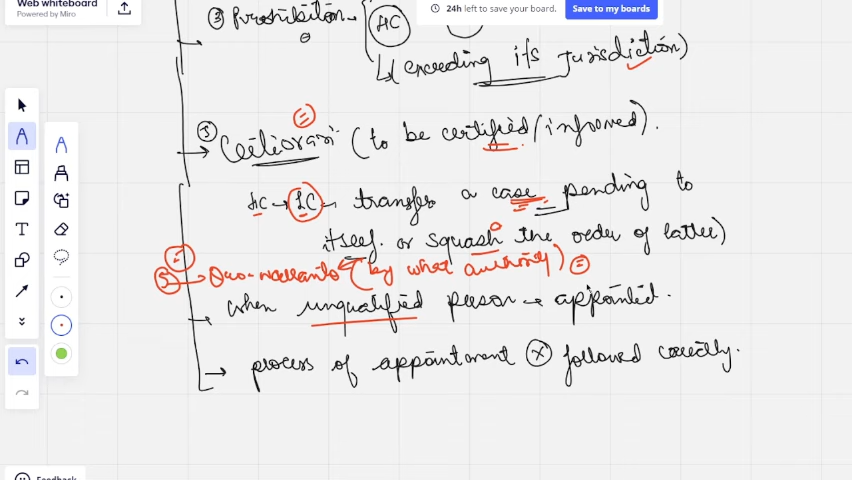 Web whiteboard
Powered by Miro
24h left to save your board.
Save to my boards
③ Prohibiton - HC
exceeding its jurisdiction)
⑤ Certiorari (to be certified/informed).
HC → LC → transfer a case pending to
itself. or squash the order of latter)
⑤ → Quo-warranto (by what authority)
when unqualified person → appointed.
→ process of appointment ⓧ followed correctly.
Feedback